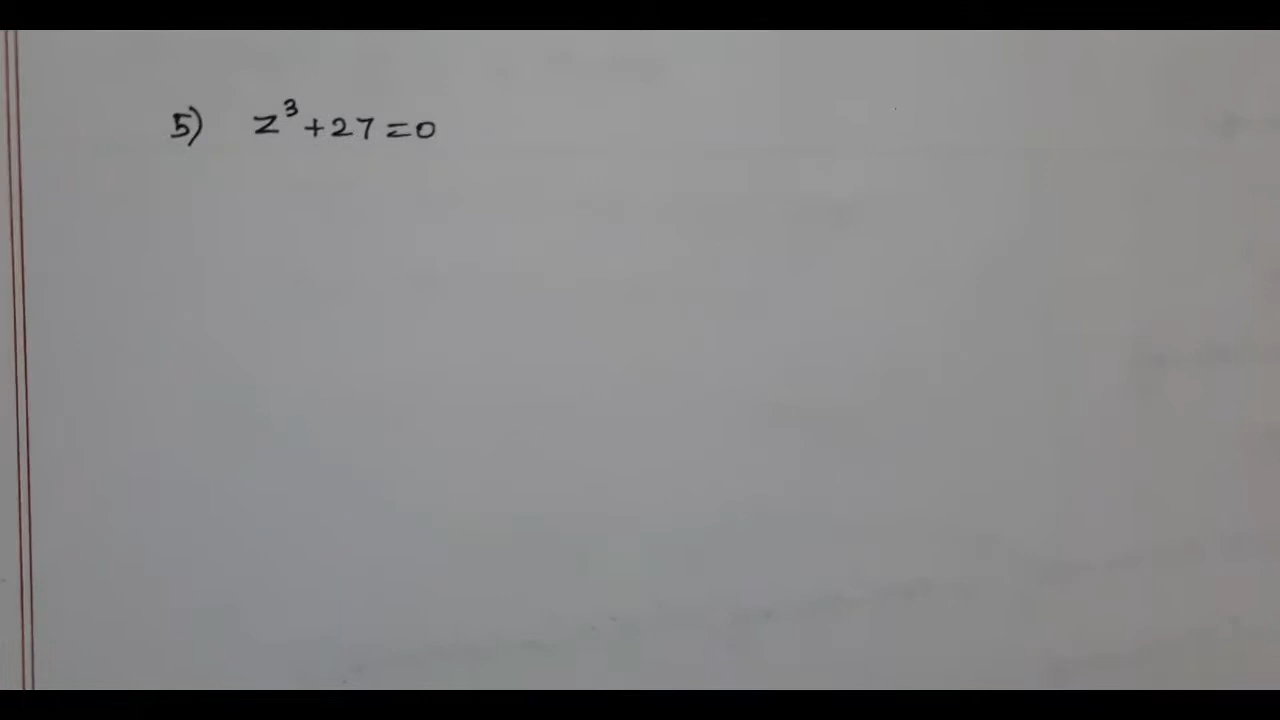 5) z³ + 27 = 0